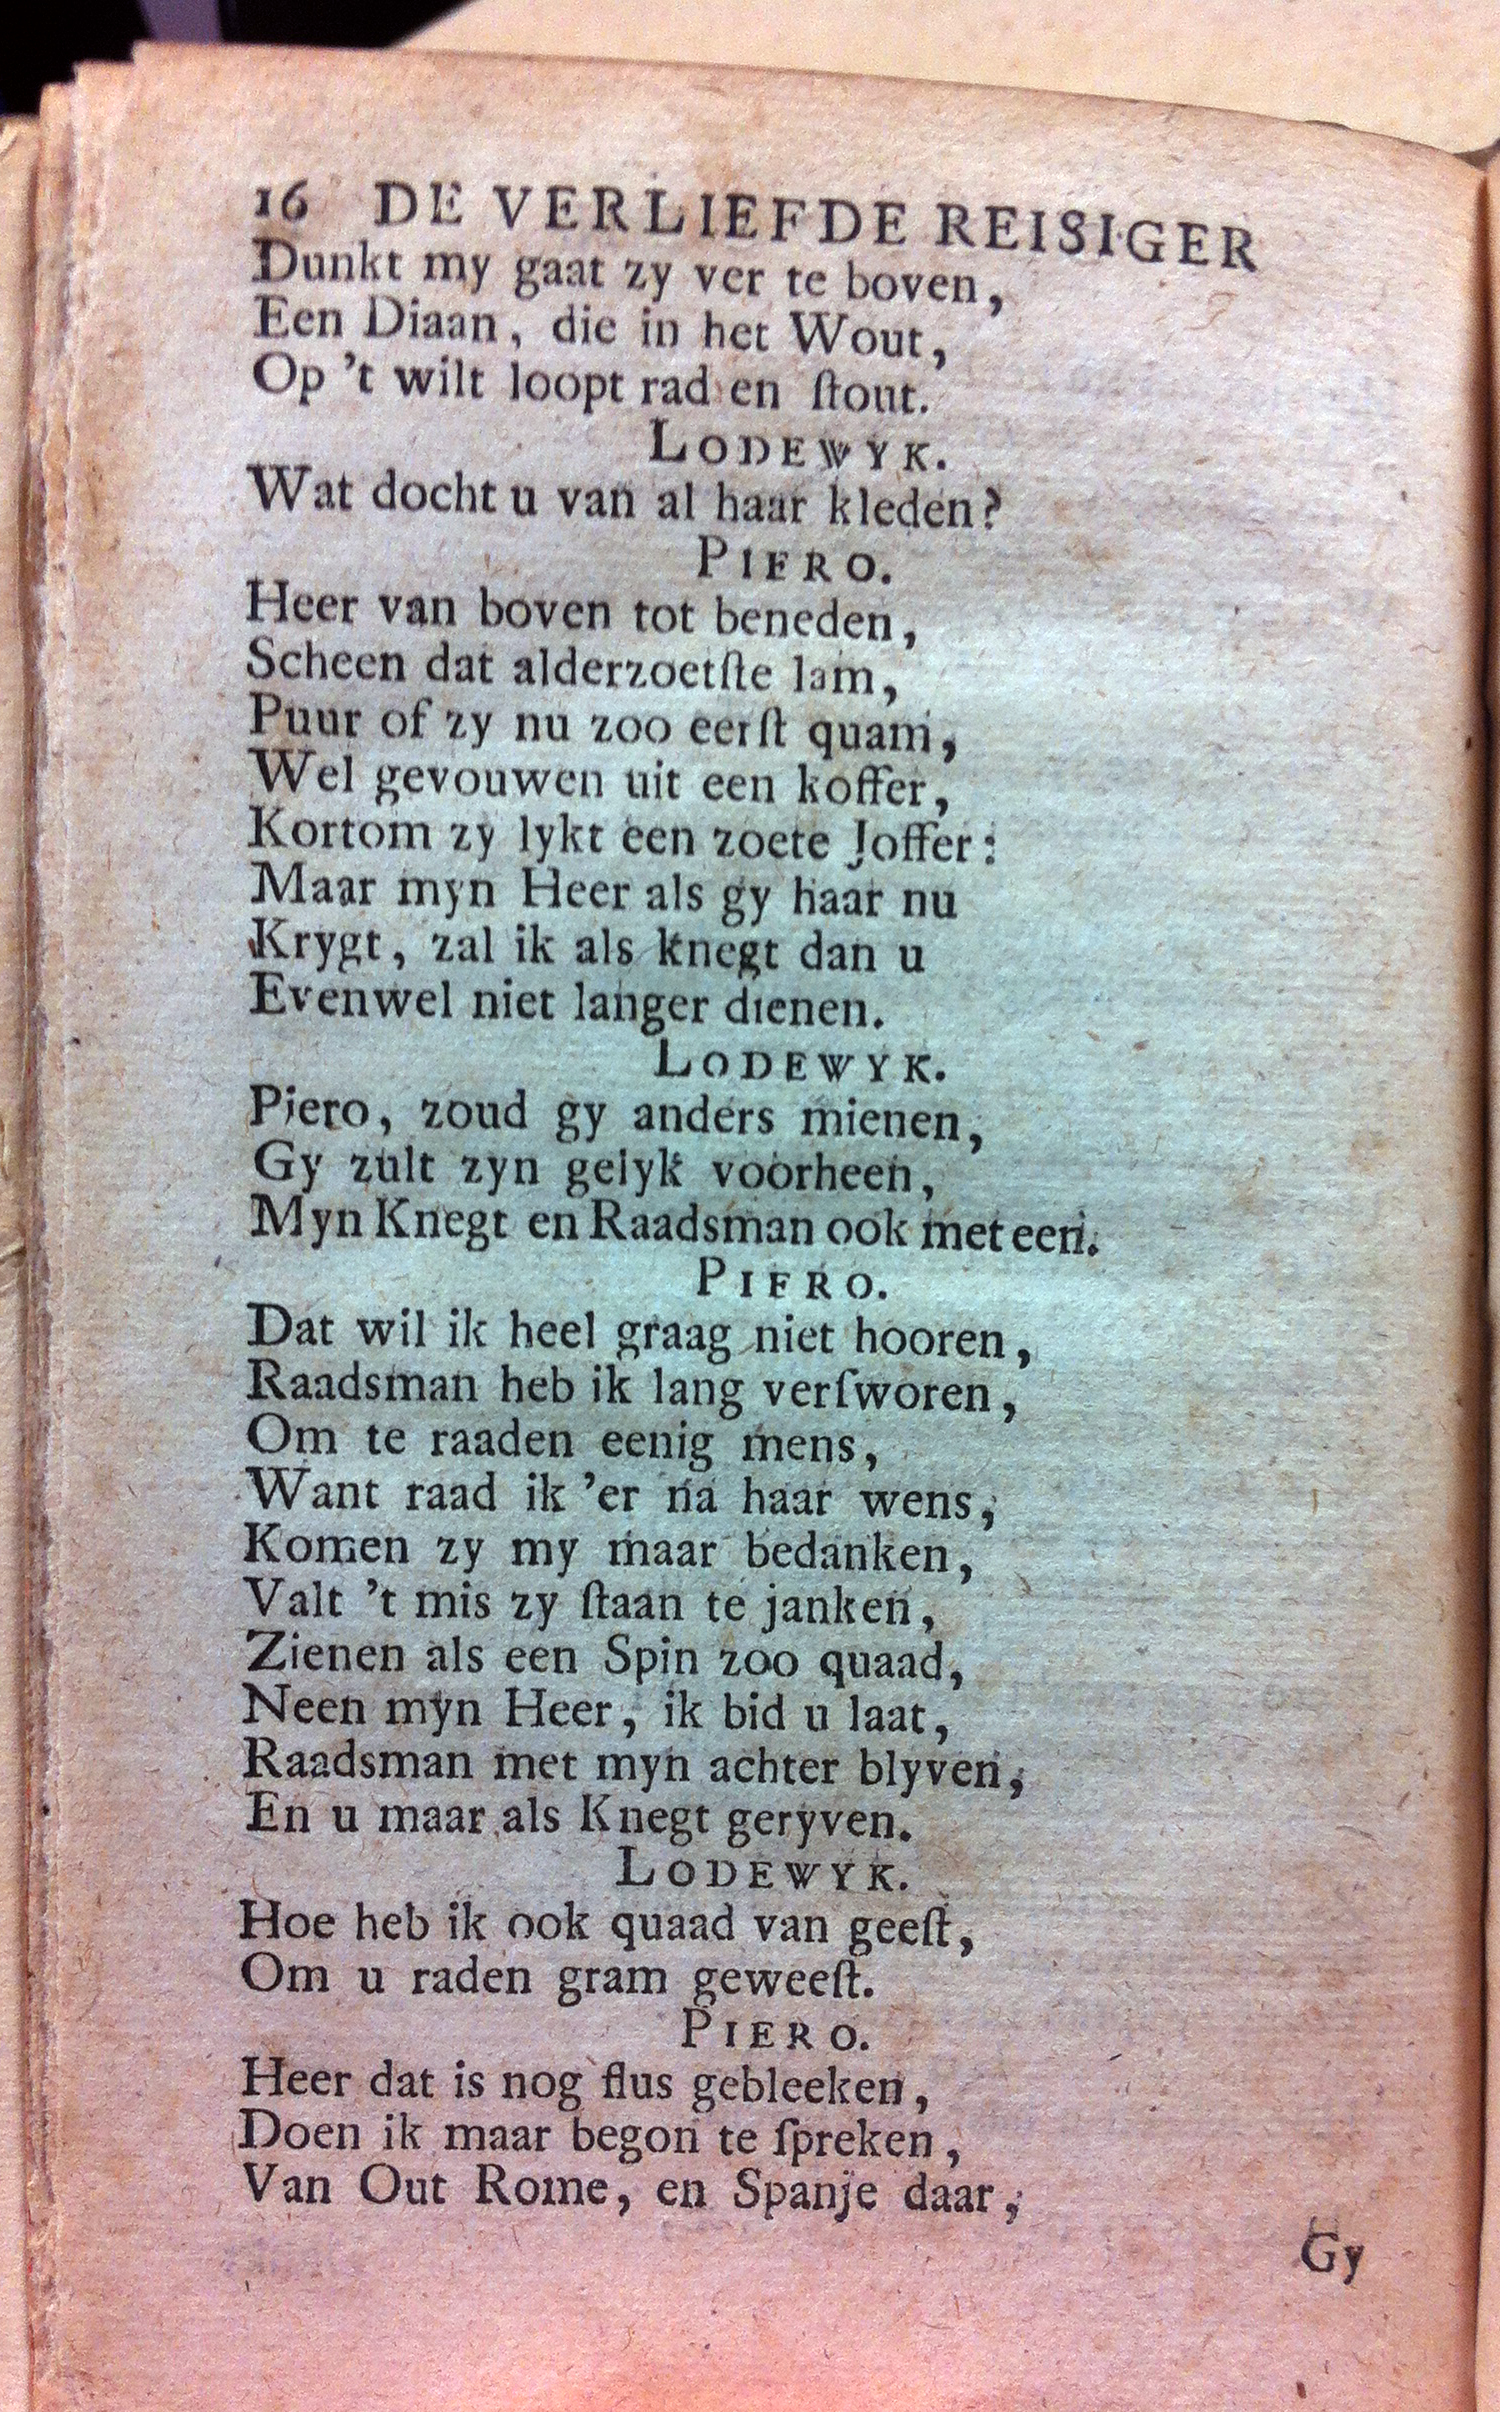 16 DE VERLIEFDE REISIGER
Dunkt my gaat zy ver te boven,
Een Diaan, die in het Wout,
Op 't wilt loopt rad en ſtout.
LODEWYK.
Wat docht u van al haar kleden?
PIERO.
Heer van boven tot beneden,
Scheen dat alderzoetſte lam,
Puur of zy nu zoo eerſt quam,
Wel gevouwen uit een koffer,
Kortom zy lykt een zoete Joffer:
Maar myn Heer als gy haar nu
Krygt, zal ik als knegt dan u
Evenwel niet langer dienen.
LODEWYK.
Piero, zoud gy anders mienen,
Gy zult zyn gelyk voorheen,
Myn Knegt en Raadsman ook met een.
PIERO.
Dat wil ik heel graag niet hooren,
Raadsman heb ik lang verſworen,
Om te raaden eenig mens,
Want raad ik 'er na haar wens,
Komen zy my maar bedanken,
Valt 't mis zy ſtaan te janken,
Zienen als een Spin zoo quaad,
Neen myn Heer, ik bid u laat,
Raadsman met myn achter blyven,
En u maar als Knegt geryven.
LODEWYK.
Hoe heb ik ook quaad van geeſt,
Om u raden gram geweeſt.
PIERO.
Heer dat is nog flus gebleeken,
Doen ik maar begon te ſpreken,
Van Out Rome, en Spanje daar,
Gy